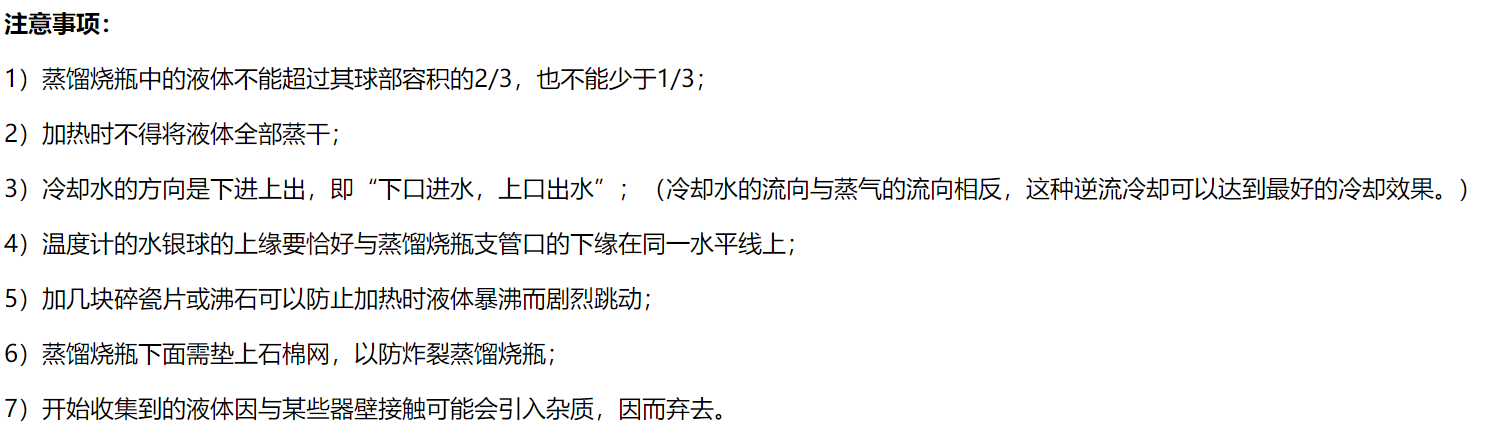 注意事项：
1）蒸馏烧瓶中的液体不能超过其球部容积的2/3，也不能少于1/3；
2）加热时不得将液体全部蒸干；
3）冷却水的方向是下进上出，即“下口进水，上口出水”；（冷却水的流向与蒸气的流向相反，这种逆流冷却可以达到最好的冷却效果。）
4）温度计的水银球的上缘要恰好与蒸馏烧瓶支管口的下缘在同一水平线上；
5）加几块碎瓷片或沸石可以防止加热时液体暴沸而剧烈跳动；
6）蒸馏烧瓶下面需垫上石棉网，以防炸裂蒸馏烧瓶；
7）开始收集到的液体因与某些器壁接触可能会引入杂质，因而弃去。